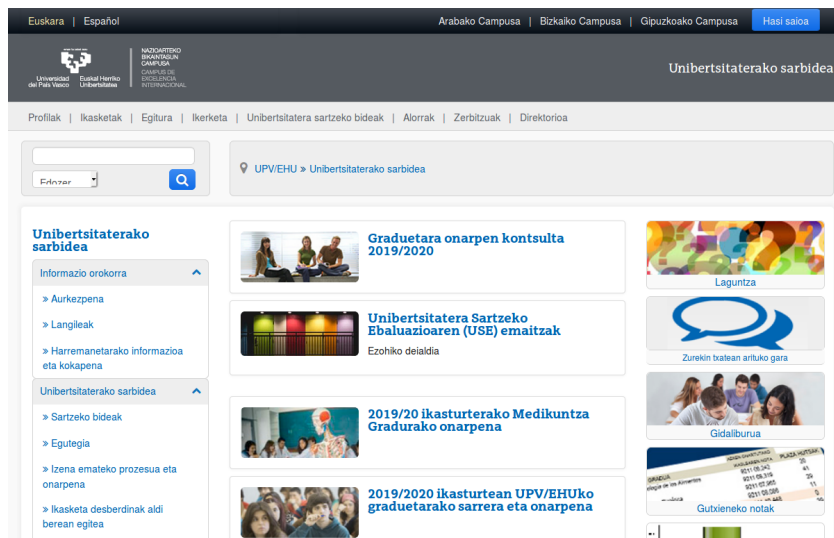 Euskara | Español
Arabako Campusa | Bizkaiko Campusa | Gipuzkoako Campusa
Hasi saioa
Universidad del País Vasco
Euskal Herriko Unibertsitatea
NAZIOARTEKO
BIKAINTASUN
CAMPUSA
CAMPUS DE
EXCELENCIA
INTERNACIONAL
Unibertsitaterako sarbidea
Profilak | Ikasketak | Egitura | Ikerketa | Unibertsitatera sartzeko bideak | Alorrak | Zerbitzuak | Direktorioa
Edozer
UPV/EHU » Unibertsitaterako sarbidea
Unibertsitaterako
sarbidea
Informazio orokorra
» Aurkezpena
» Langileak
» Harremanetarako informazioa
eta kokapena
Unibertsitaterako sarbidea
» Sartzeko bideak
» Egutegia
» Izena emateko prozesua eta
onarpena
» Ikasketa desberdinak aldi
berean egitea
Graduetara onarpen kontsulta
2019/2020
Unibertsitatera Sartzeko
Ebaluazioaren (USE) emaitzak
Ezohiko deialdia
2019/20 ikasturterako Medikuntza
Gradurako onarpena
2019/2020 ikasturtean UPV/EHUko
graduetarako sarrera eta onarpena
Laguntza
Zurekin txatean arituko gara
Gidaliburua
PLAZA HUTSAK
Gutxieneko notak